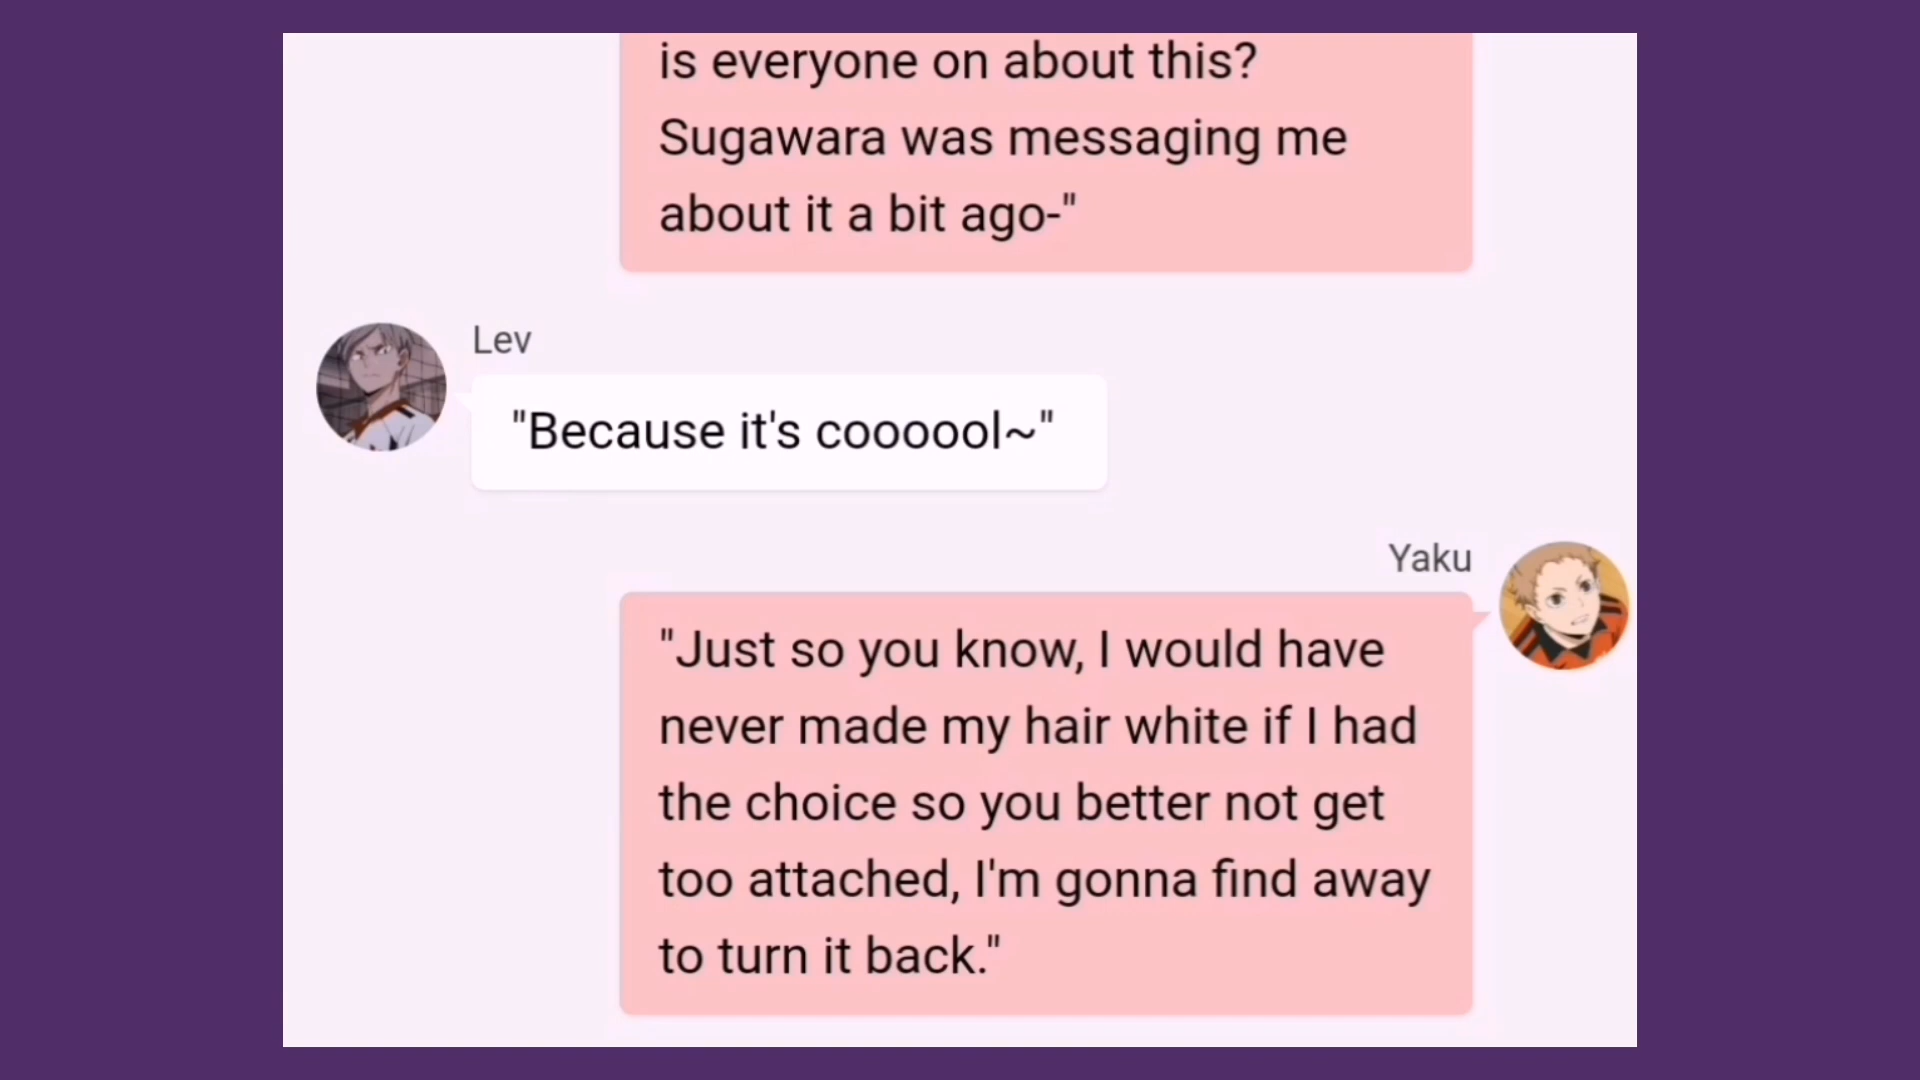 is everyone on about this?
Sugawara was messaging me
about it a bit ago-"
Lev
"Because it's coooool~"
Yaku
"Just so you know, I would have
never made my hair white if I had
the choice so you better not get
too attached, I'm gonna find away
to turn it back."